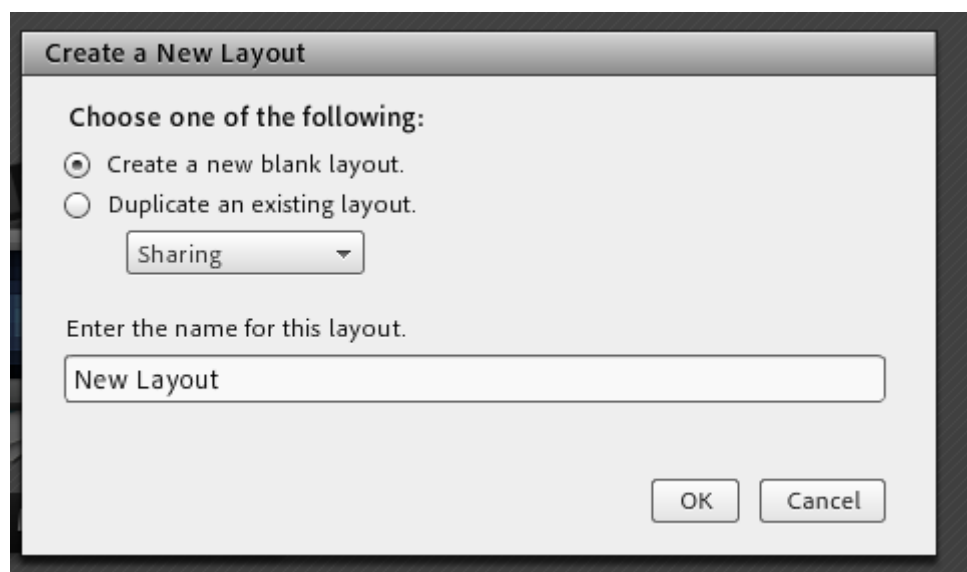 Create a New Layout
Choose one of the following:
Create a new blank layout.
Duplicate an existing layout.
Sharing
Enter the name for this layout.
New Layout
OK Cancel